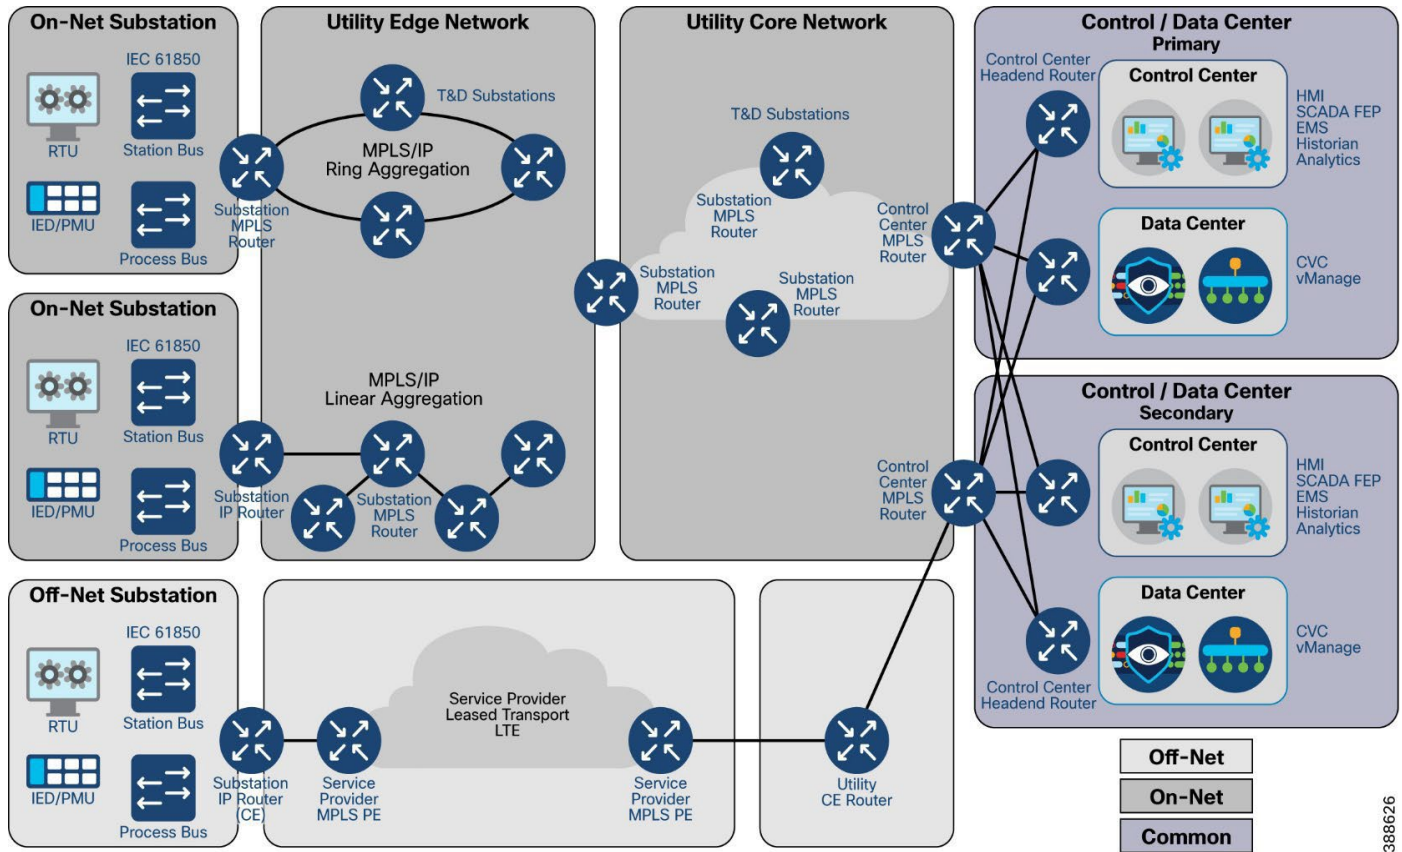 On-Net Substation
IEC 61850
RTU
Station Bus
IED/PMU
Process Bus
Substation
MPLS
Router
Utility Edge Network
T&D Substations
MPLS/IP
Ring Aggregation
Utility Core Network
T&D Substations
Substation
MPLS
Router
Substation
MPLS
Router
Substation
MPLS
Router
Control
Center
MPLS
Router
Control / Data Center
Primary
Control Center
Headend Router
Control Center
HMI
SCADA FEP
EMS
Historian
Analytics
Data Center
CVC
vManage
On-Net Substation
IEC 61850
RTU
Station Bus
IED/PMU
Process Bus
Substation
IP Router
MPLS/IP
Linear Aggregation
Substation
MPLS
Router
Control
Center
MPLS
Router
Control / Data Center
Secondary
Control Center
HMI
SCADA FEP
EMS
Historian
Analytics
Data Center
CVC
vManage
Control Center
Headend Router
Off-Net Substation
IEC 61850
RTU
Station Bus
IED/PMU
Process Bus
Substation
IP Router
(CE)
Service
Provider
MPLS PE
Service Provider
Leased Transport
LTE
Service
Provider
MPLS PE
Utility
CE Router
Off-Net
On-Net
Common
388626